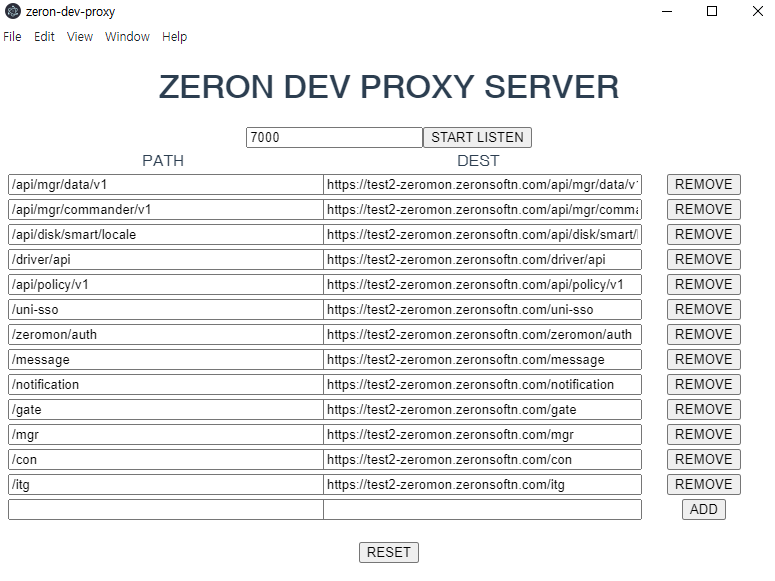 zeron-dev-proxy
File Edit View Window Help
ZERON DEV PROXY SERVER
7000 START LISTEN
PATH DEST
/api/mgr/data/v1 https://test2-zeromon.zeronsoftn.com/api/mgr/data/v1 REMOVE
/api/mgr/commander/v1 https://test2-zeromon.zeronsoftn.com/api/mgr/comma REMOVE
/api/disk/smart/locale https://test2-zeromon.zeronsoftn.com/api/disk/smart/l REMOVE
/driver/api https://test2-zeromon.zeronsoftn.com/driver/api REMOVE
/api/policy/v1 https://test2-zeromon.zeronsoftn.com/api/policy/v1 REMOVE
/uni-sso https://test2-zeromon.zeronsoftn.com/uni-sso REMOVE
/zeromon/auth https://test2-zeromon.zeronsoftn.com/zeromon/auth REMOVE
/message https://test2-zeromon.zeronsoftn.com/message REMOVE
/notification https://test2-zeromon.zeronsoftn.com/notification REMOVE
/gate https://test2-zeromon.zeronsoftn.com/gate REMOVE
/mgr https://test2-zeromon.zeronsoftn.com/mgr REMOVE
/con https://test2-zeromon.zeronsoftn.com/con REMOVE
/itg https://test2-zeromon.zeronsoftn.com/itg REMOVE
ADD
RESET